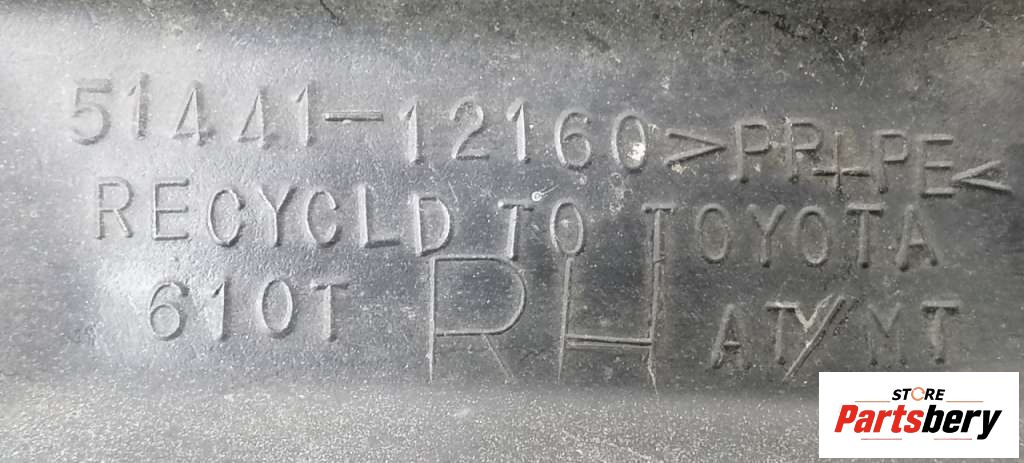 51441-12160 >PP+PE<
RECYCLD TO TOYOTA
610T RH AT/MT
STORE
Partsbery